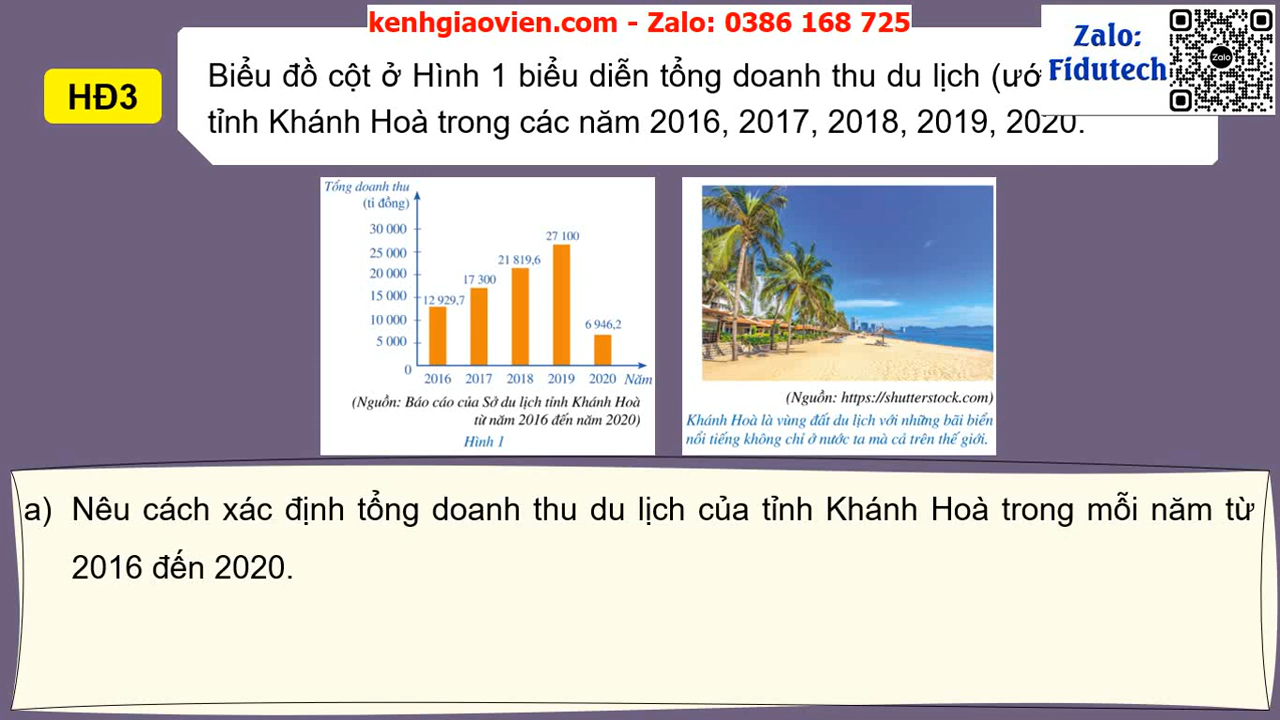 kenhgiaovien.com - Zalo: 0386 168 725
Zalo:
Fidutech
Zalo
HĐ3
Biểu đồ cột ở Hình 1 biểu diễn tổng doanh thu du lịch
tỉnh Khánh Hoà trong các năm 2016, 2017, 2018, 2019, 2020.
Tổng doanh thu
(tỉ đồng)
30 000
25 000
20 000
15 000
10 000
5 000
0
12 929,7
17 300
21 819,6
27 100
6 946,2
2016 2017 2018 2019 2020 Năm
(Nguồn: Báo cáo của Sở du lịch tỉnh Khánh Hoà
từ năm 2016 đến năm 2020)
Hình 1
(Nguồn: https://shutterstock.com)
Khánh Hoà là vùng đất du lịch với những bãi biển
nổi tiếng không chỉ ở nước ta mà cả trên thế giới.
a) Nêu cách xác định tổng doanh thu du lịch của tỉnh Khánh Hoà trong mỗi năm từ
2016 đến 2020.